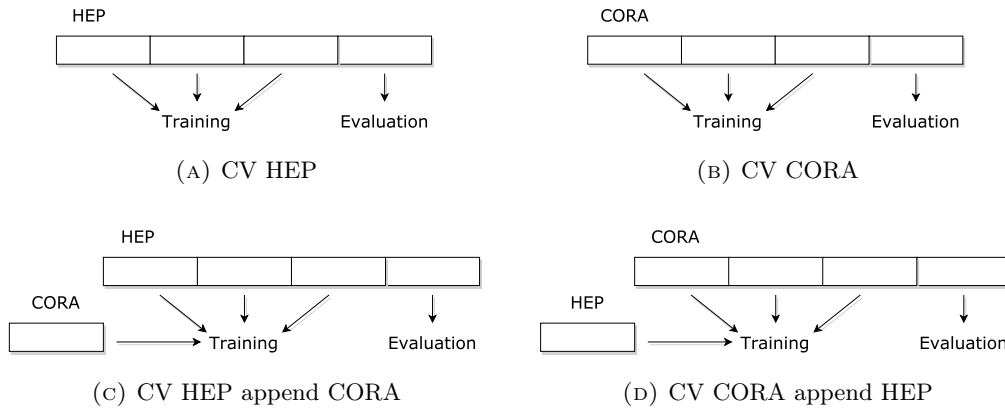 HEP
Training
Evaluation
(A) CV HEP
CORA
Training
Evaluation
(B) CV CORA
HEP
CORA
Training
Evaluation
(C) CV HEP append CORA
CORA
HEP
Training
Evaluation
(D) CV CORA append HEP